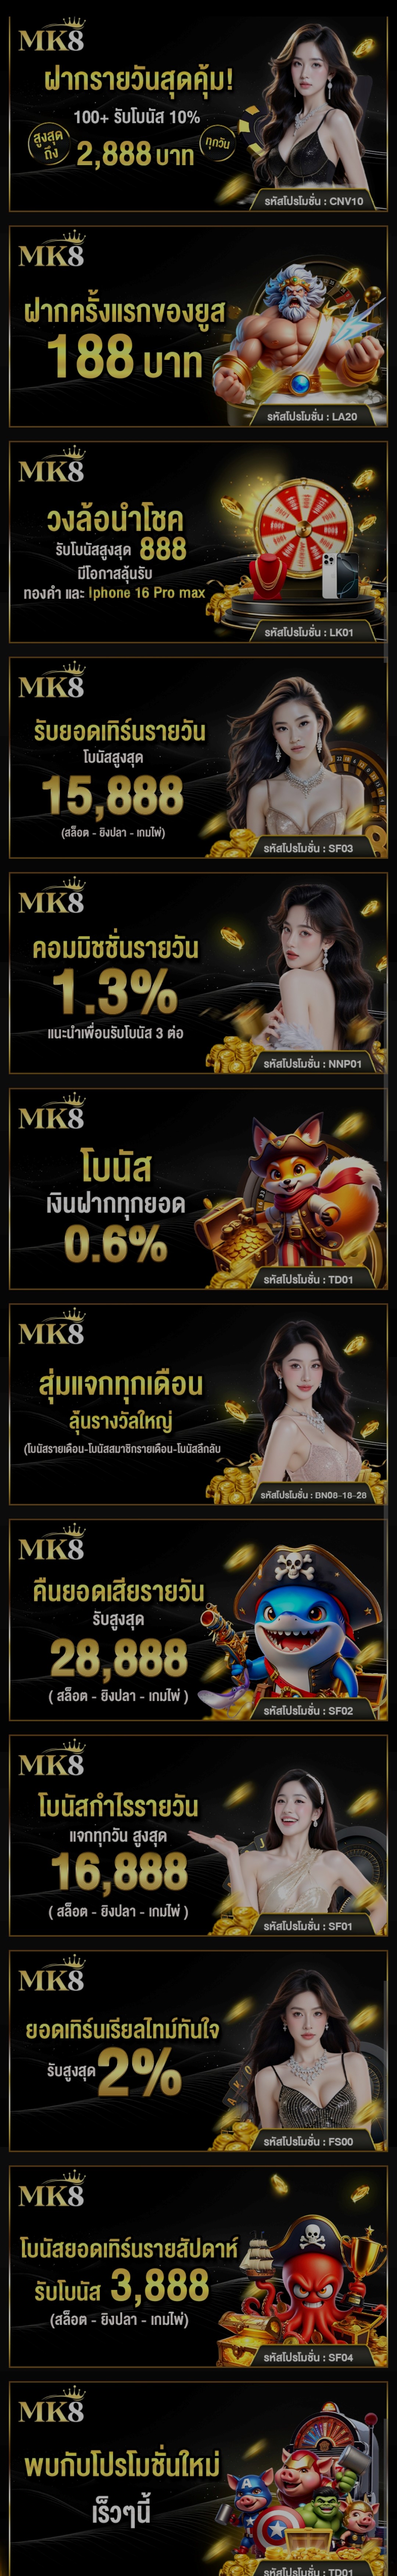 MK8
ฝากรายวันสุดคุ้ม!
100+ รับโบนัส 10%
สูงสุด
ถึง
2,888 บาท
ทุกวัน
รหัสโปรโมชั่น : CNV10
MK8
ฝากครั้งแรกของยูส
188 บาท
รหัสโปรโมชั่น : LA20
MK8
วงล้อนำโชค
รับโบนัสสูงสุด 888
มีโอกาสลุ้นรับ
ทองคำ และ Iphone 16 Pro max
รหัสโปรโมชั่น : LK01
MK8
รับยอดเทิร์นรายวัน
โบนัสสูงสุด
15,888
(สล็อต - ยิงปลา - เกมไพ่)
รหัสโปรโมชั่น : SF03
MK8
คอมมิชชั่นรายวัน
1.3%
แนะนำเพื่อนรับโบนัส 3 ต่อ
รหัสโปรโมชั่น : NNP01
MK8
โบนัส
เงินฝากทุกยอด
0.6%
รหัสโปรโมชั่น : TD01
MK8
สุ่มแจกทุกเดือน
ลุ้นรางวัลใหญ่
(โบนัสรายเดือน-โบนัสสมาชิกรายเดือน-โบนัสลึกลับ
รหัสโปรโมชั่น : BN08-18-28
MK8
คืนยอดเสียรายวัน
รับสูงสุด
28,888
( สล็อต - ยิงปลา - เกมไพ่ )
รหัสโปรโมชั่น : SF02
MK8
โบนัสกำไรรายวัน
แจกทุกวัน สูงสุด
16,888
( สล็อต - ยิงปลา - เกมไพ่ )
รหัสโปรโมชั่น : SF01
MK8
ยอดเทิร์นเรียลไทม์ทันใจ
รับสูงสุด 2%
รหัสโปรโมชั่น : FS00
MK8
โบนัสยอดเทิร์นรายสัปดาห์
รับโบนัส 3,888
(สล็อต - ยิงปลา - เกมไพ่)
รหัสโปรโมชั่น : SF04
MK8
พบกับโปรโมชั่นใหม่
เร็วๆนี้
รหัสโปรโมชั่น : TD01